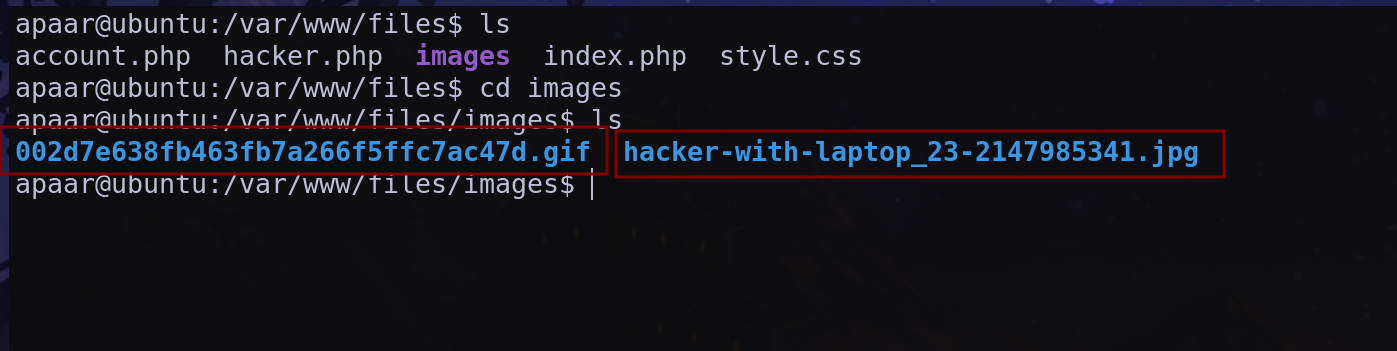 apaar@ubuntu:/var/www/files$ ls
account.php  hacker.php  images  index.php  style.css
apaar@ubuntu:/var/www/files$ cd images
apaar@ubuntu:/var/www/files/images$ ls
002d7e638fb463fb7a266f5ffc7ac47d.gif  hacker-with-laptop_23-2147985341.jpg
apaar@ubuntu:/var/www/files/images$